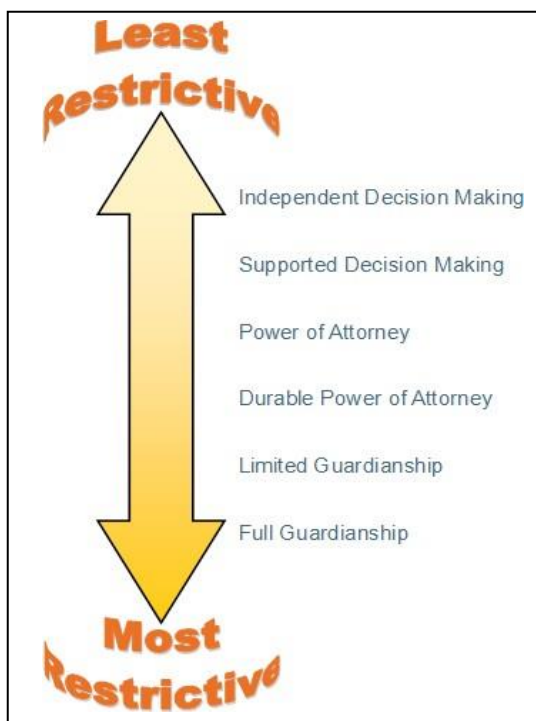 Least
Restrictive
Independent Decision Making
Supported Decision Making
Power of Attorney
Durable Power of Attorney
Limited Guardianship
Full Guardianship
Most
Restrictive